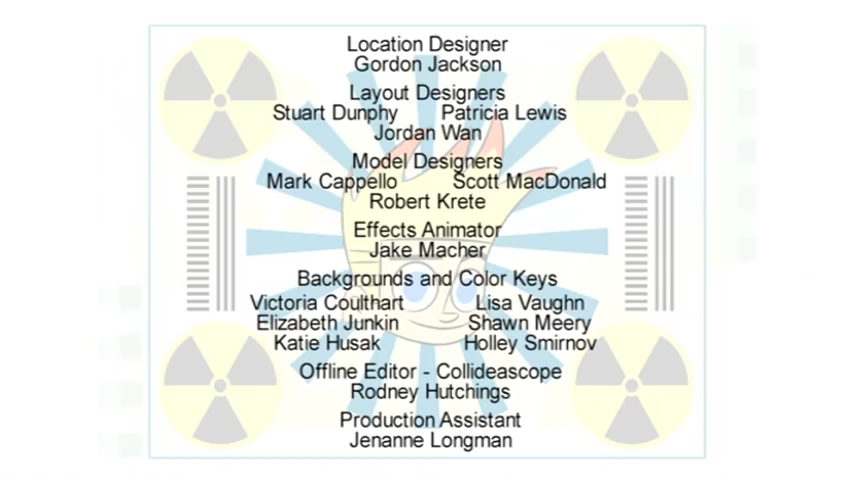 Location Designer
Gordon Jackson
Layout Designers
Stuart Dunphy Patricia Lewis
Jordan Wan
Model Designers
Mark Cappello Scott MacDonald
Robert Krete
Effects Animator
Jake Macher
Backgrounds and Color Keys
Victoria Coulthart Lisa Vaughn
Elizabeth Junkin Shawn Meery
Katie Husak Holley Smirnov
Offline Editor - Collideascope
Rodney Hutchings
Production Assistant
Jenanne Longman